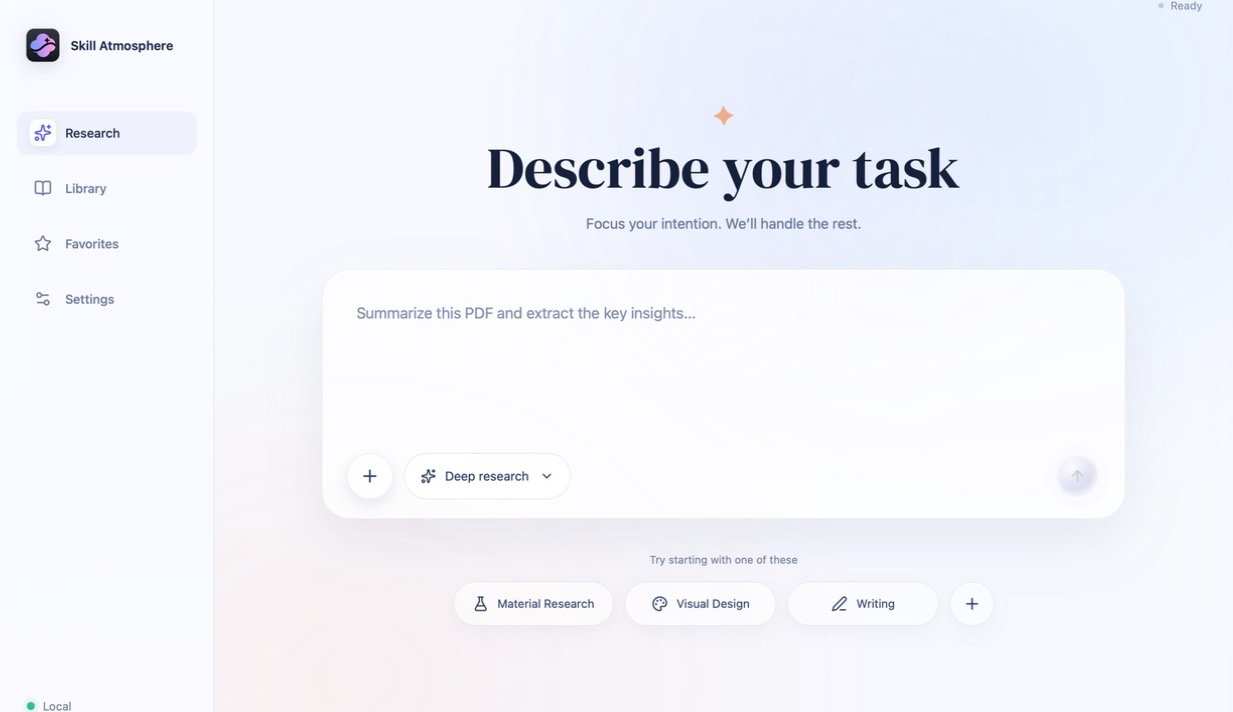 Skill Atmosphere
Ready
Research
Library
Favorites
Settings
Describe your task
Focus your intention. We’ll handle the rest.
Summarize this PDF and extract the key insights...
Deep research
Try starting with one of these
Material Research
Visual Design
Writing
Local